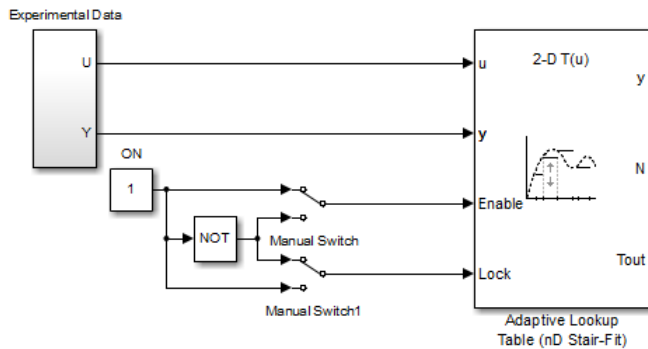 Experimental Data
U
Y
u
2-D T(u)
y
y
N
ON
1
Enable
NOT
Manual Switch
Lock
Tout
Manual Switch1
Adaptive Lookup
Table (nD Stair-Fit)